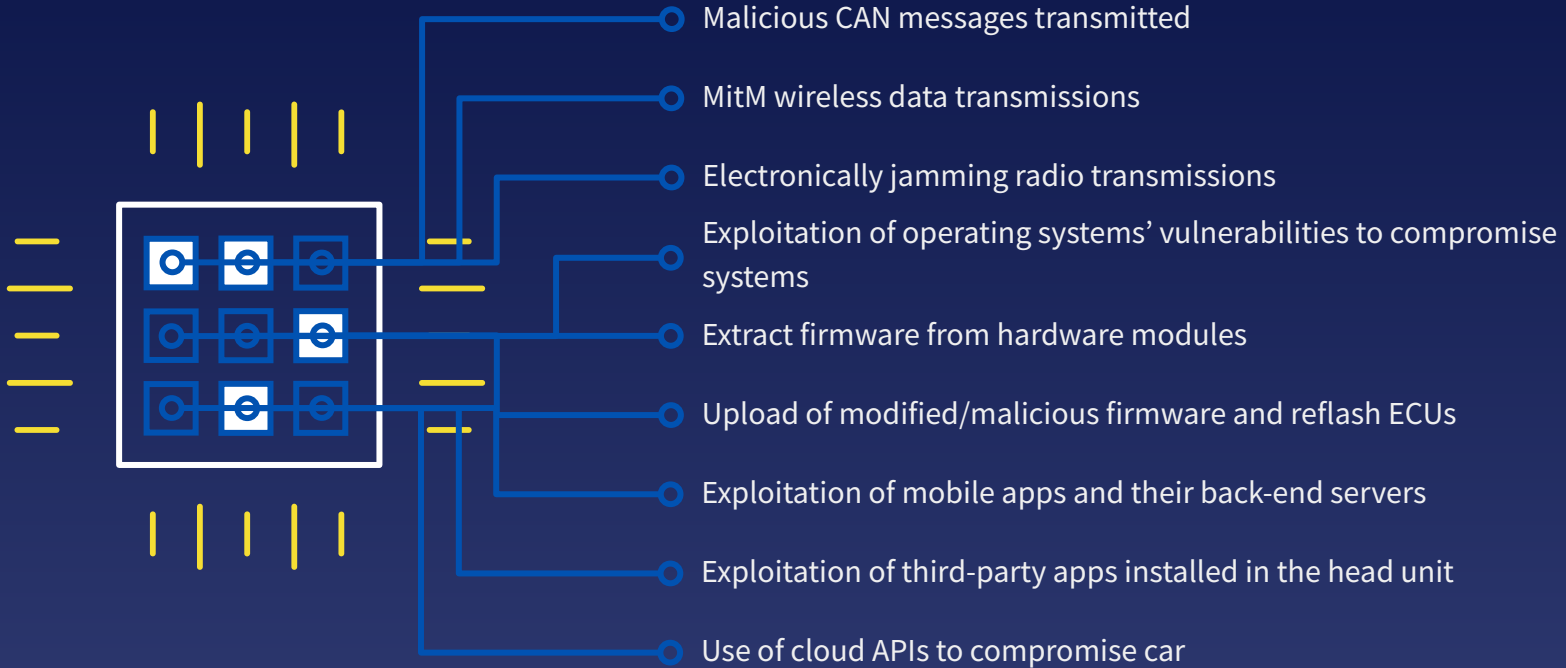 Malicious CAN messages transmitted
MitM wireless data transmissions
Electronically jamming radio transmissions
Exploitation of operating systems’ vulnerabilities to compromise
systems
Extract firmware from hardware modules
Upload of modified/malicious firmware and reflash ECUs
Exploitation of mobile apps and their back-end servers
Exploitation of third-party apps installed in the head unit
Use of cloud APIs to compromise car